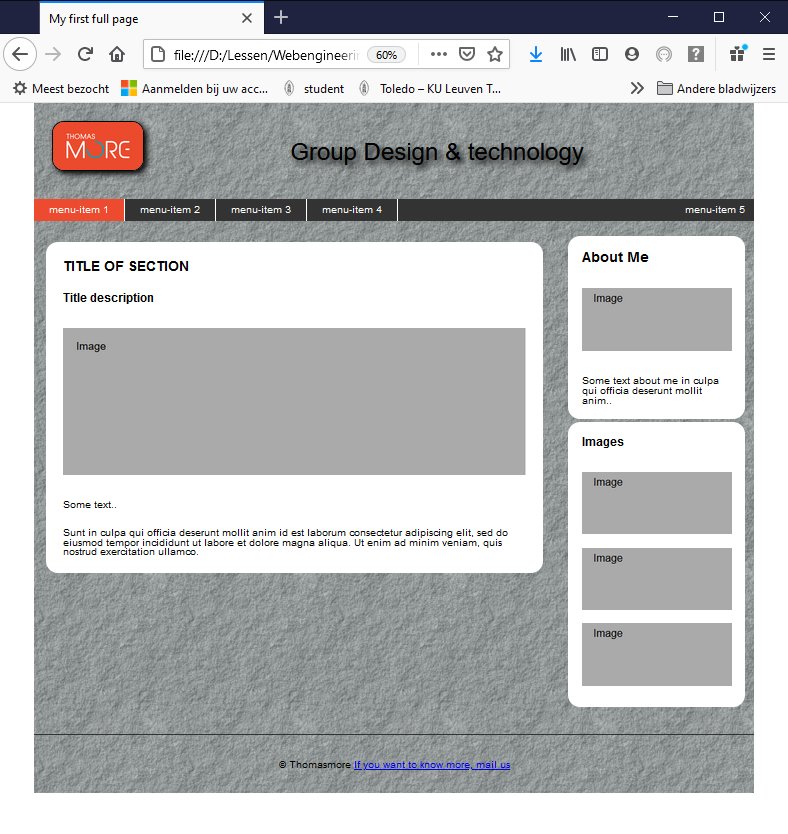 My first full page
file:///D:/Lessen/Webengineerin
60%
Meest bezocht
Aanmelden bij uw acc...
student
Toledo – KU Leuven T...
Andere bladwijzers
THOMAS
MORE
Group Design & technology
menu-item 1
menu-item 2
menu-item 3
menu-item 4
menu-item 5
TITLE OF SECTION
Title description
Image
Some text..
Sunt in culpa qui officia deserunt mollit anim id est laborum consectetur adipiscing elit, sed do
eiusmod tempor incididunt ut labore et dolore magna aliqua. Ut enim ad minim veniam, quis
nostrud exercitation ullamco.
About Me
Image
Some text about me in culpa
qui officia deserunt mollit
anim..
Images
Image
Image
Image
© Thomasmore If you want to know more, mail us